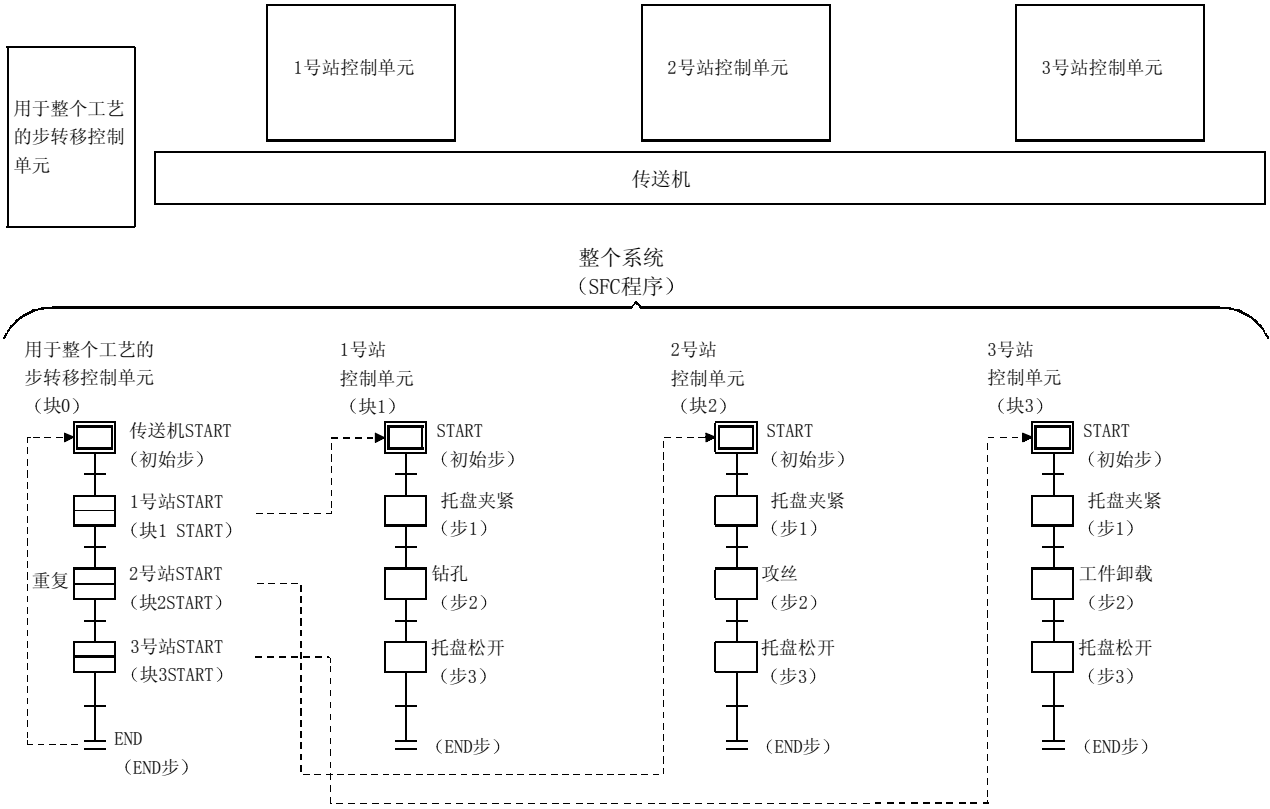 1号站控制单元
2号站控制单元
3号站控制单元
用于整个工艺
的步转移控制
单元
传送机
整个系统
（SFC程序）
用于整个工艺的
步转移控制单元
（块0）
传送机START
（初始步）
1号站START
（块1 START）
重复
2号站START
（块2START）
3号站START
（块3START）
END
（END步）
1号站
控制单元
（块1）
START
（初始步）
托盘夹紧
（步1）
钻孔
（步2）
托盘松开
（步3）
（END步）
2号站
控制单元
（块2）
START
（初始步）
托盘夹紧
（步1）
攻丝
（步2）
托盘松开
（步3）
（END步）
3号站
控制单元
（块3）
START
（初始步）
托盘夹紧
（步1）
工件卸载
（步2）
托盘松开
（步3）
（END步）